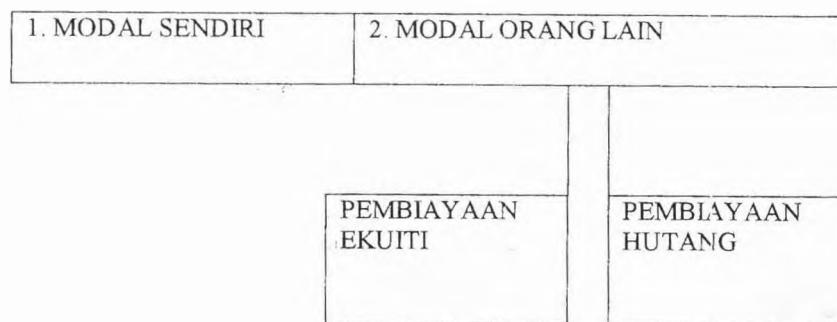 1. MODAL SENDIRI
2. MODAL ORANG LAIN
PEMBIAYAAN
EKUITI
PEMBIAYAAN
HUTANG